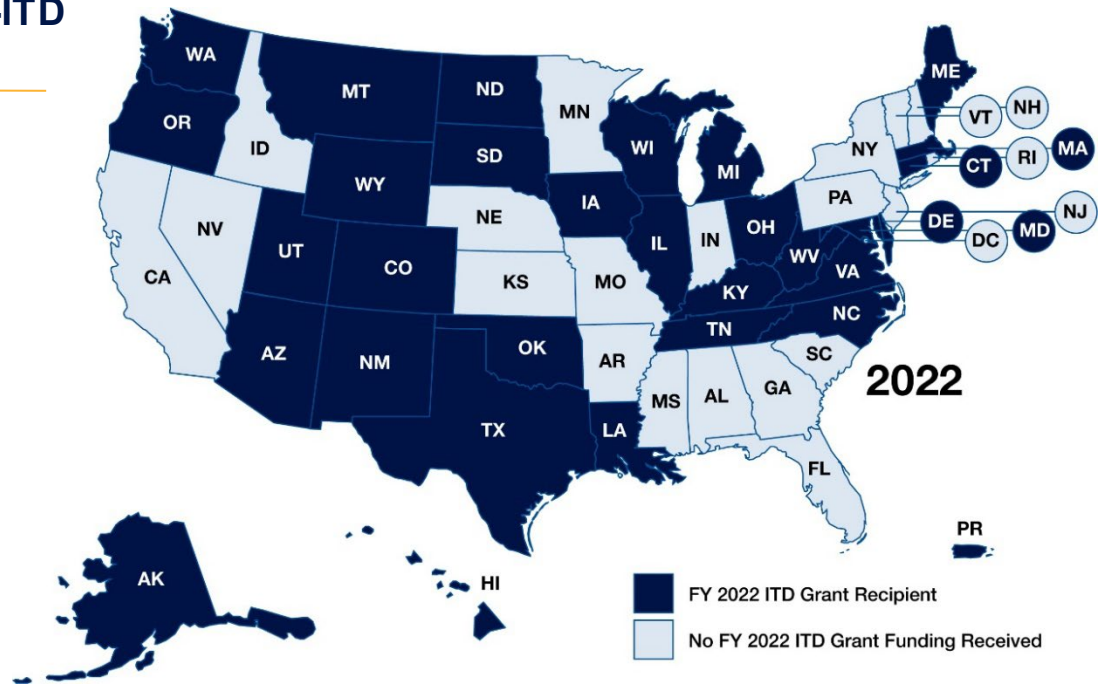 -ITD
WA
MT
ND
MN
ME
VT
NH
OR
ID
SD
WI
MI
NY
CT
RI
MA
WY
IA
NE
PA
NV
UT
CO
IL
IN
OH
WV
VA
DE
DC
MD
NJ
CA
KS
MO
KY
NC
AZ
NM
OK
AR
TN
SC
2022
MS
AL
GA
TX
LA
FL
PR
AK
HI
FY 2022 ITD Grant Recipient
No FY 2022 ITD Grant Funding Received